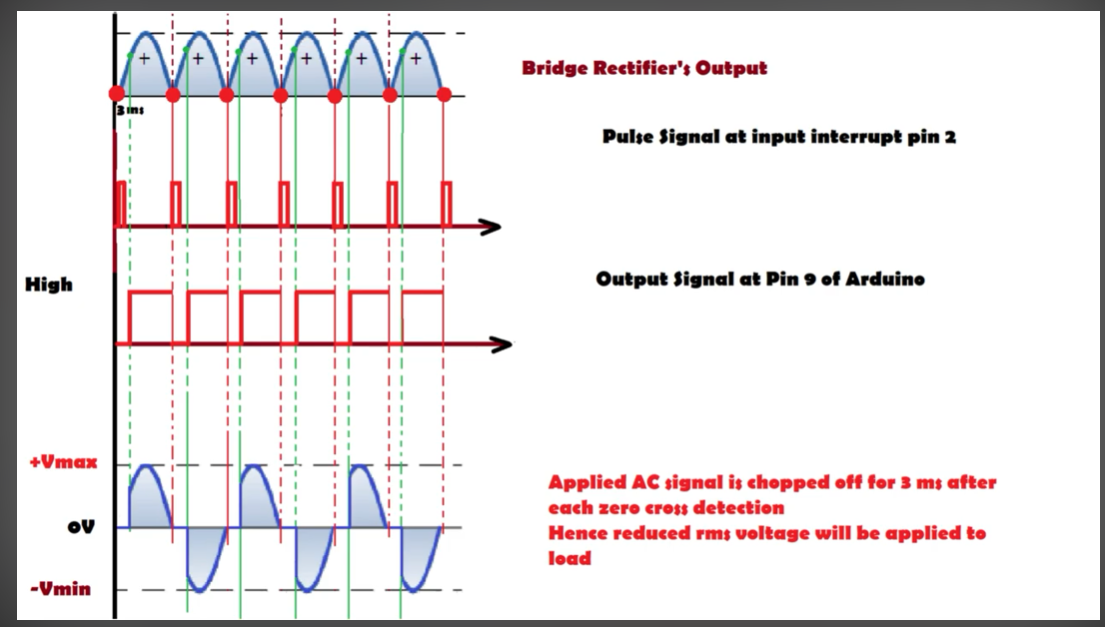 + + + + + +
Bridge Rectifier's Output
3 ms
Pulse Signal at input interrupt pin 2
High
Output Signal at Pin 9 of Arduino
+Vmax
Applied AC signal is chopped off for 3 ms after
each zero cross detection
0V
Hence reduced rms voltage will be applied to
load
-Vmin